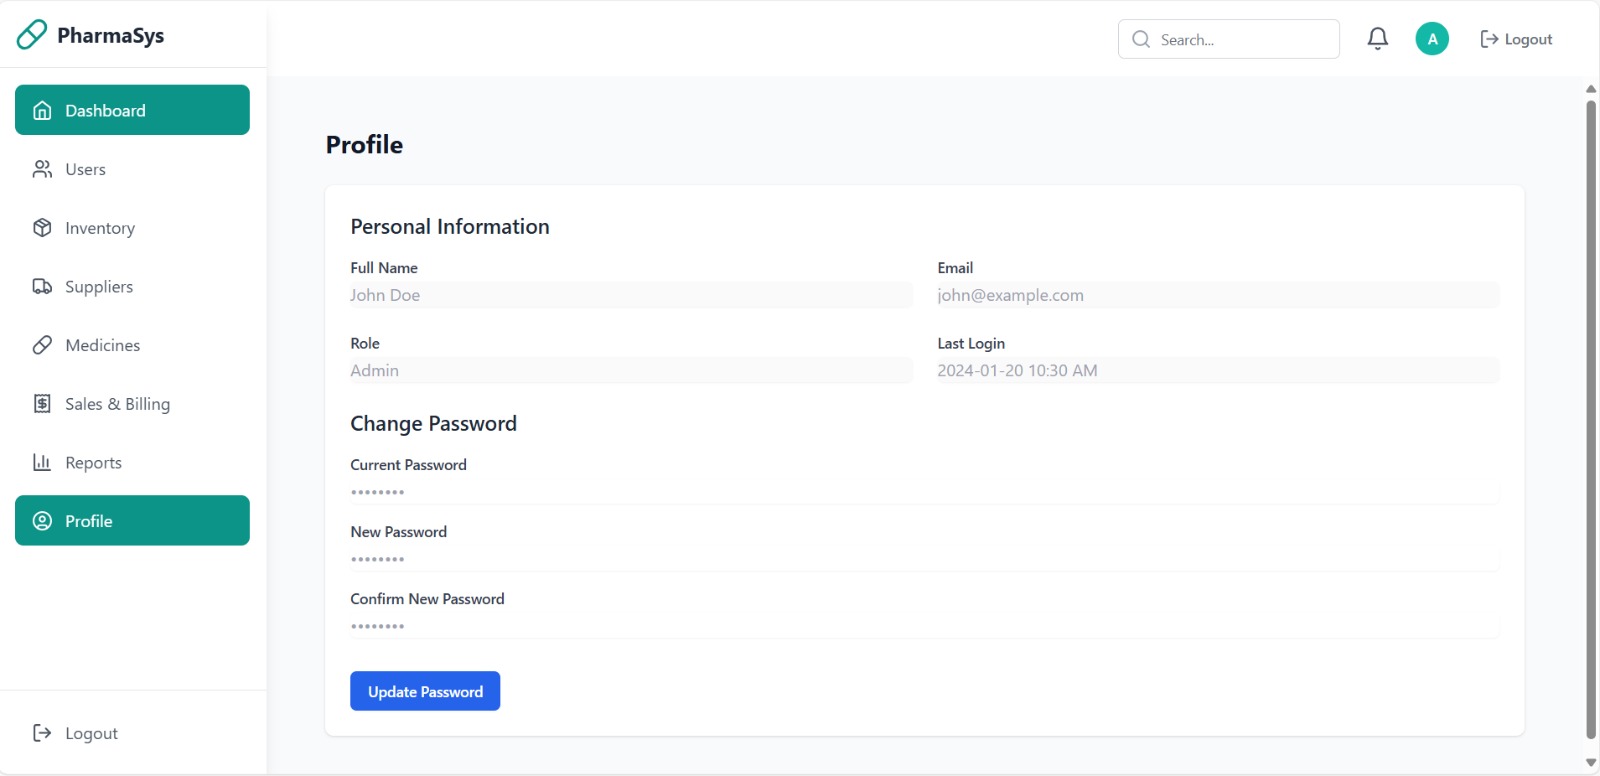 PharmaSys
Search...
A
Logout
Dashboard
Users
Inventory
Suppliers
Medicines
Sales & Billing
Reports
Profile
Logout
Profile
Personal Information
Full Name
John Doe
Email
john@example.com
Role
Admin
Last Login
2024-01-20 10:30 AM
Change Password
Current Password
••••••••
New Password
••••••••
Confirm New Password
••••••••
Update Password